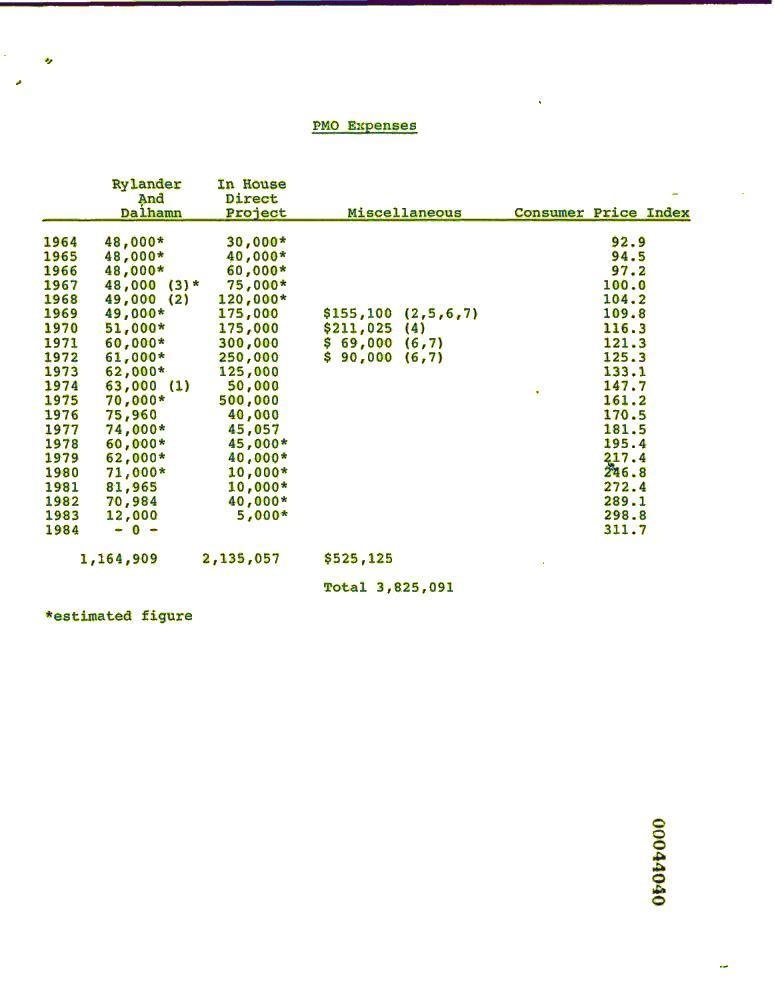 PMO Expenses
Rylander In House
And Direct
Dalhamn Project Miscellaneous Consumer Price Index
1964 48,000* 30,000* 92.9
1965 48,000* 40,000* 94.5
1966 48,000* 60,000* 97.2
1967 48,000 (3)* 75,000* 100.0
1968 49,000 (2) 120,000* 104.2
1969 49,000* 175,000 $155,100 (2,5,6,7) 109.8
1970 51,000* 175,000 $211,025 (4) 116.3
1971 60,000* 300,000 $ 69,000 (6,7) 121.3
1972 61,000* 250,000 $ 90,000 (6,7) 125.3
1973 62,000* 125,000 133.1
1974 63,000 (1) 50,000 147.7
1975 70,000* 500,000 161.2
1976 75,960 40,000 170.5
1977 74,000* 45,057 181.5
1978 60,000* 45,000* 195.4
1979 62,000* 40,000* 217.4
1980 71,000* 10,000* 246.8
1981 81,965 10,000* 272.4
1982 70,984 40,000* 289.1
1983 12,000 5,000* 298.8
1984 - 0 - 311.7
1,164,909 2,135,057 $525,125
Total 3,825,091
*estimated figure
00044040